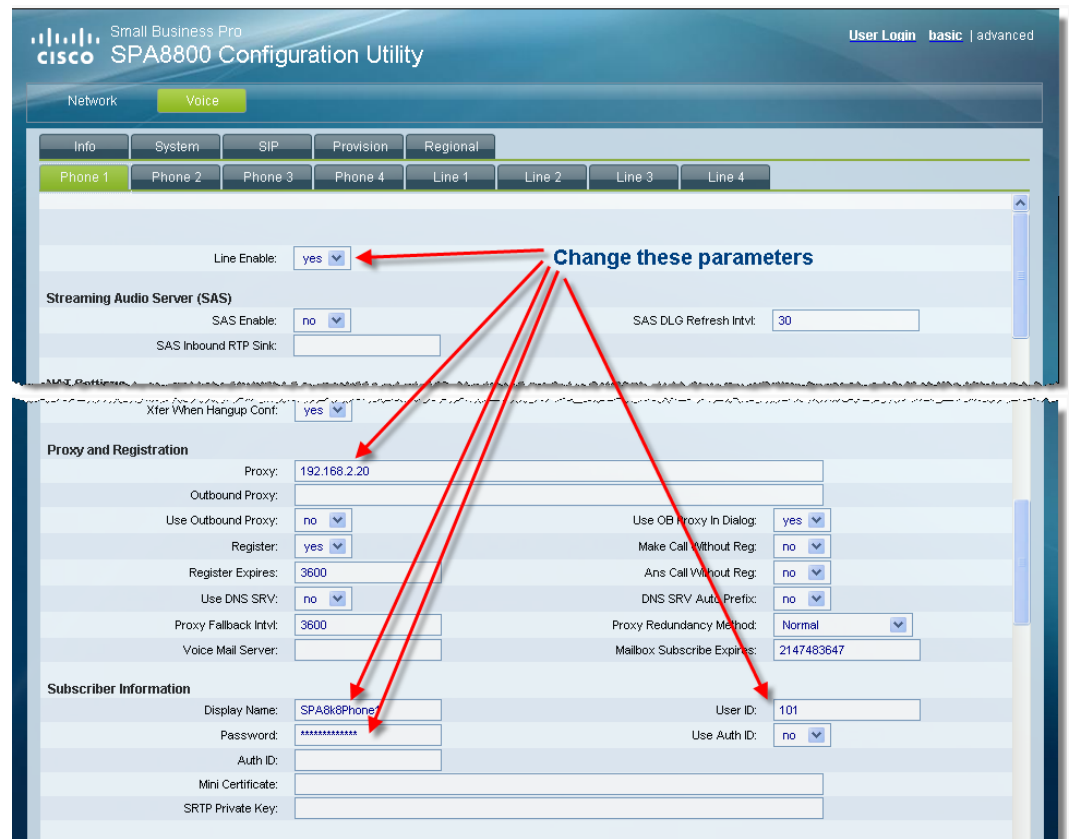 Small Business Pro
cisco SPA8800 Configuration Utility
User Login basic | advanced
Network Voice
Info System SIP Provision Regional
Phone 1 Phone 2 Phone 3 Phone 4 Line 1 Line 2 Line 3 Line 4
Change these parameters
Line Enable: yes
Streaming Audio Server (SAS)
SAS Enable: no SAS DLG Refresh Intvl: 30
SAS Inbound RTP Sink:
NAT Settings
Xfer When Hangup Conf: yes
Proxy and Registration
Proxy: 192.168.2.20
Outbound Proxy:
Use Outbound Proxy: no Use OB Proxy In Dialog: yes
Register: yes Make Call Without Reg: no
Register Expires: 3600 Ans Call Without Reg: no
Use DNS SRV: no DNS SRV Auto Prefix: no
Proxy Fallback Intvl: 3600 Proxy Redundancy Method: Normal
Voice Mail Server: Mailbox Subscribe Expires: 2147483647
Subscriber Information
Display Name: SPA8k8Phone1 User ID: 101
Password: ************* Use Auth ID: no
Auth ID:
Mini Certificate:
SRTP Private Key: